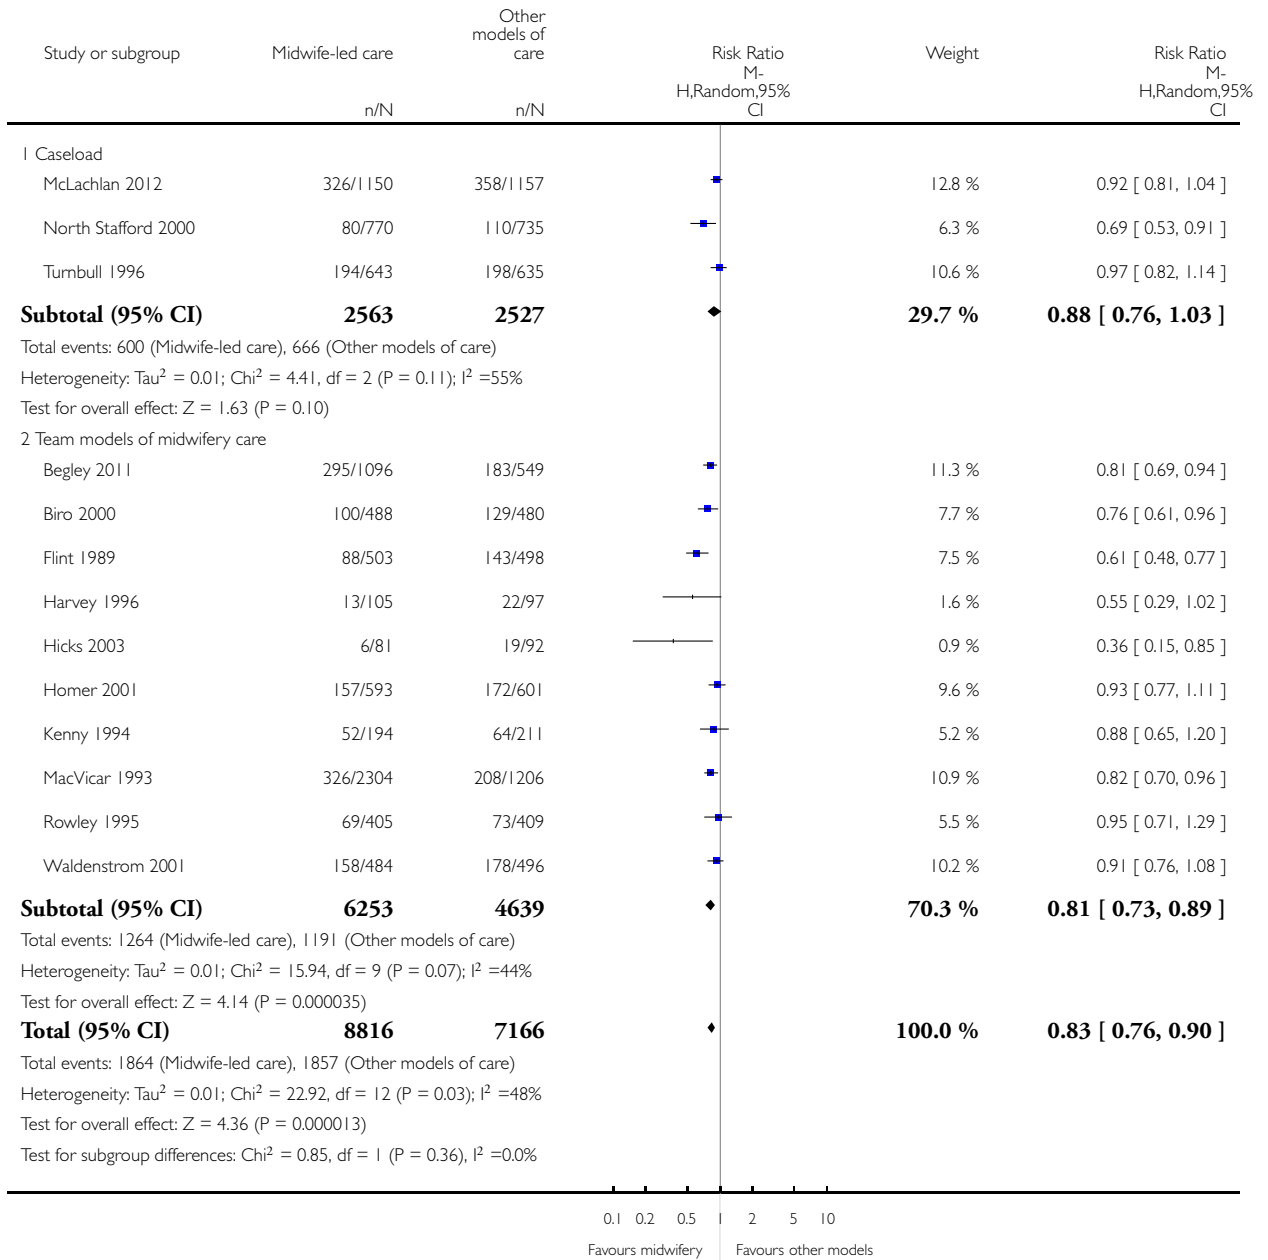 Study or subgroup Midwife-led care Other models of care Risk Ratio Weight Risk Ratio
M-H,Random,95% CI M-H,Random,95% CI
n/N n/N
1 Caseload
McLachlan 2012 326/1150 358/1157 12.8 % 0.92 [ 0.81, 1.04 ]
North Stafford 2000 80/770 110/735 6.3 % 0.69 [ 0.53, 0.91 ]
Turnbull 1996 194/643 198/635 10.6 % 0.97 [ 0.82, 1.14 ]
Subtotal (95% CI) 2563 2527 29.7 % 0.88 [ 0.76, 1.03 ]
Total events: 600 (Midwife-led care), 666 (Other models of care)
Heterogeneity: Tau² = 0.01; Chi² = 4.41, df = 2 (P = 0.11); I² =55%
Test for overall effect: Z = 1.63 (P = 0.10)
2 Team models of midwifery care
Begley 2011 295/1096 183/549 11.3 % 0.81 [ 0.69, 0.94 ]
Biro 2000 100/488 129/480 7.7 % 0.76 [ 0.61, 0.96 ]
Flint 1989 88/503 143/498 7.5 % 0.61 [ 0.48, 0.77 ]
Harvey 1996 13/105 22/97 1.6 % 0.55 [ 0.29, 1.02 ]
Hicks 2003 6/81 19/92 0.9 % 0.36 [ 0.15, 0.85 ]
Homer 2001 157/593 172/601 9.6 % 0.93 [ 0.77, 1.11 ]
Kenny 1994 52/194 64/211 5.2 % 0.88 [ 0.65, 1.20 ]
MacVicar 1993 326/2304 208/1206 10.9 % 0.82 [ 0.70, 0.96 ]
Rowley 1995 69/405 73/409 5.5 % 0.95 [ 0.71, 1.29 ]
Waldenstrom 2001 158/484 178/496 10.2 % 0.91 [ 0.76, 1.08 ]
Subtotal (95% CI) 6253 4639 70.3 % 0.81 [ 0.73, 0.89 ]
Total events: 1264 (Midwife-led care), 1191 (Other models of care)
Heterogeneity: Tau² = 0.01; Chi² = 15.94, df = 9 (P = 0.07); I² =44%
Test for overall effect: Z = 4.14 (P = 0.000035)
Total (95% CI) 8816 7166 100.0 % 0.83 [ 0.76, 0.90 ]
Total events: 1864 (Midwife-led care), 1857 (Other models of care)
Heterogeneity: Tau² = 0.01; Chi² = 22.92, df = 12 (P = 0.03); I² =48%
Test for overall effect: Z = 4.36 (P = 0.000013)
Test for subgroup differences: Chi² = 0.85, df = 1 (P = 0.36), I² =0.0%
0.1 0.2 0.5 1 2 5 10
Favours midwifery Favours other models